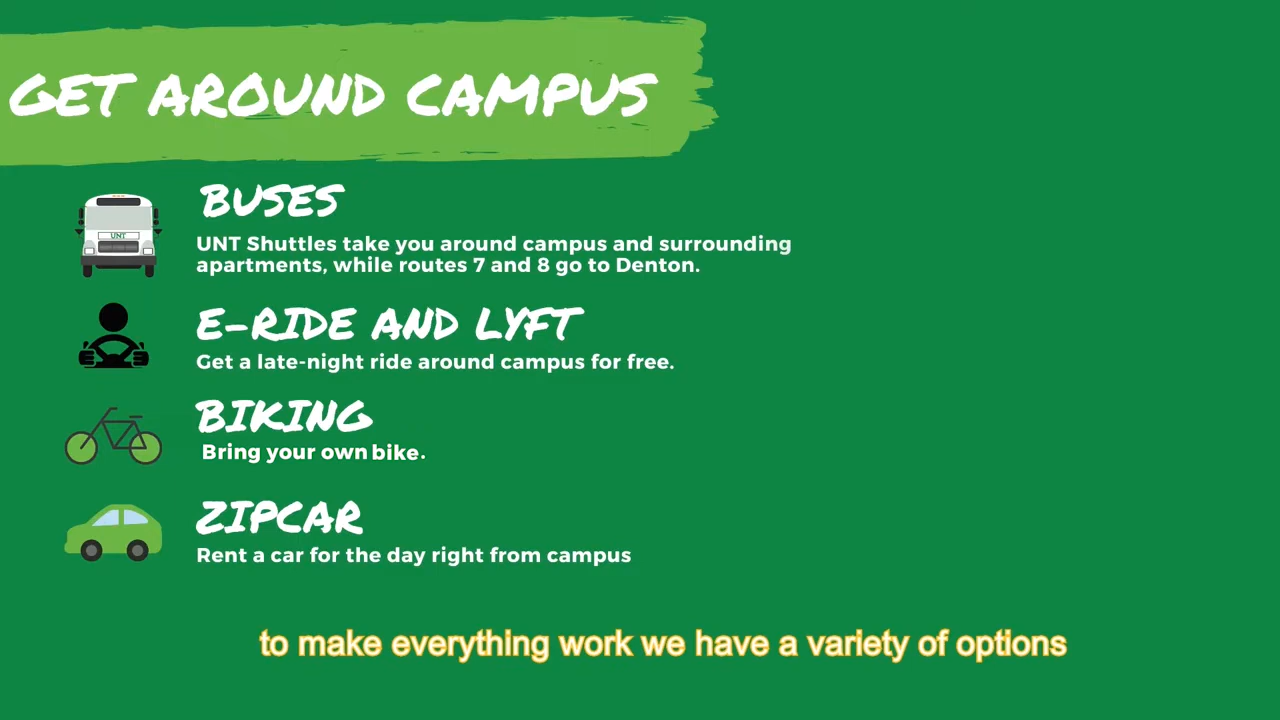 GET AROUND CAMPUS
BUSES
UNT
UNT Shuttles take you around campus and surrounding
apartments, while routes 7 and 8 go to Denton.
E-RIDE AND LYFT
Get a late-night ride around campus for free.
BIKING
Bring your own bike.
ZIPCAR
Rent a car for the day right from campus
to make everything work we have a variety of options